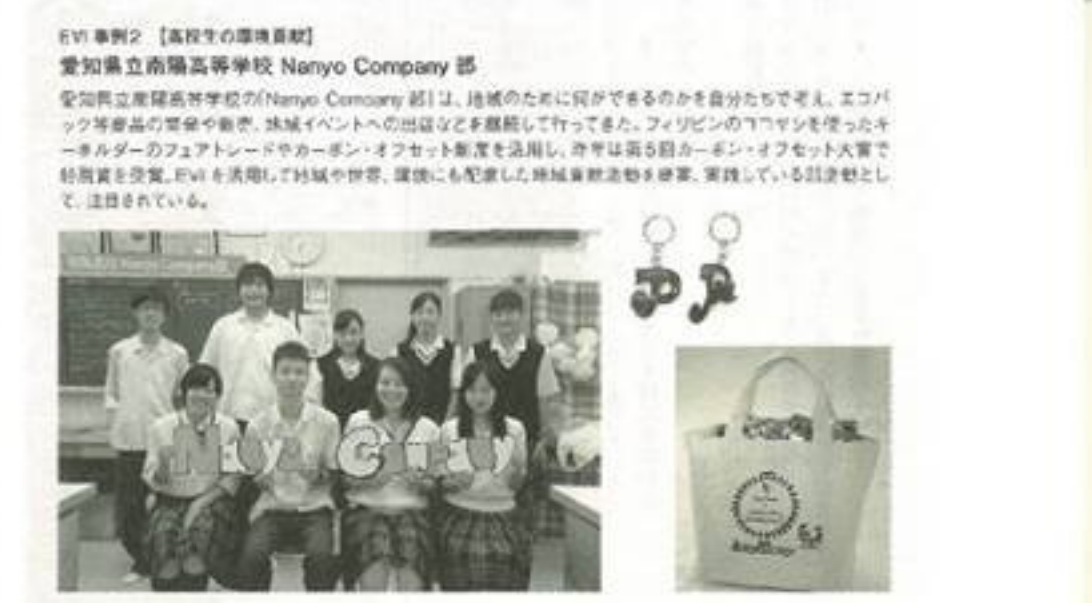 EVI 事例2 【高校生の環境貢献】
愛知県立南陽高等学校 Nanyo Company 部
愛知県立南陽高等学校の「Nanyo Company 部」は、地域のために何ができるのかを自分たちで考え、エコバ
ック等商品の開発や販売、地域イベントへの出店などを継続して行ってきた。フィリピンのココヤシを使ったキ
ーホルダーのフェアトレードやカーボン・オフセット制度を活用し、昨年は第5回カーボン・オフセット大賞で
特別賞を受賞。EVI を活用して地域や世界、環境にも配慮した地域貢献活動を提案、実践している部活動とし
て、注目されている。
Nanyo Company